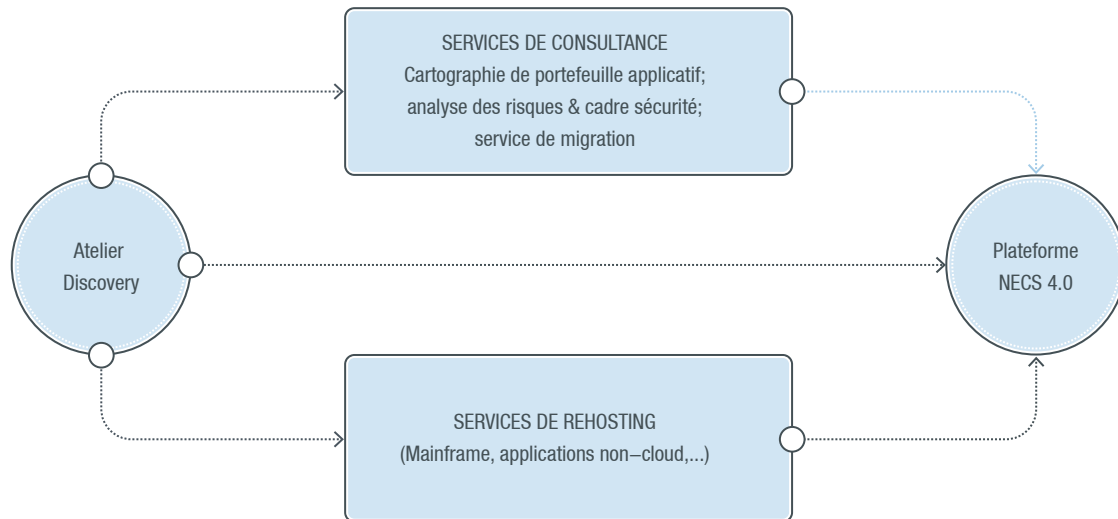 SERVICES DE CONSULTANCE
Cartographie de portefeuille applicatif;
analyse des risques & cadre sécurité;
service de migration
Atelier
Discovery
Plateforme
NECS 4.0
SERVICES DE REHOSTING
(Mainframe, applications non–cloud,...)